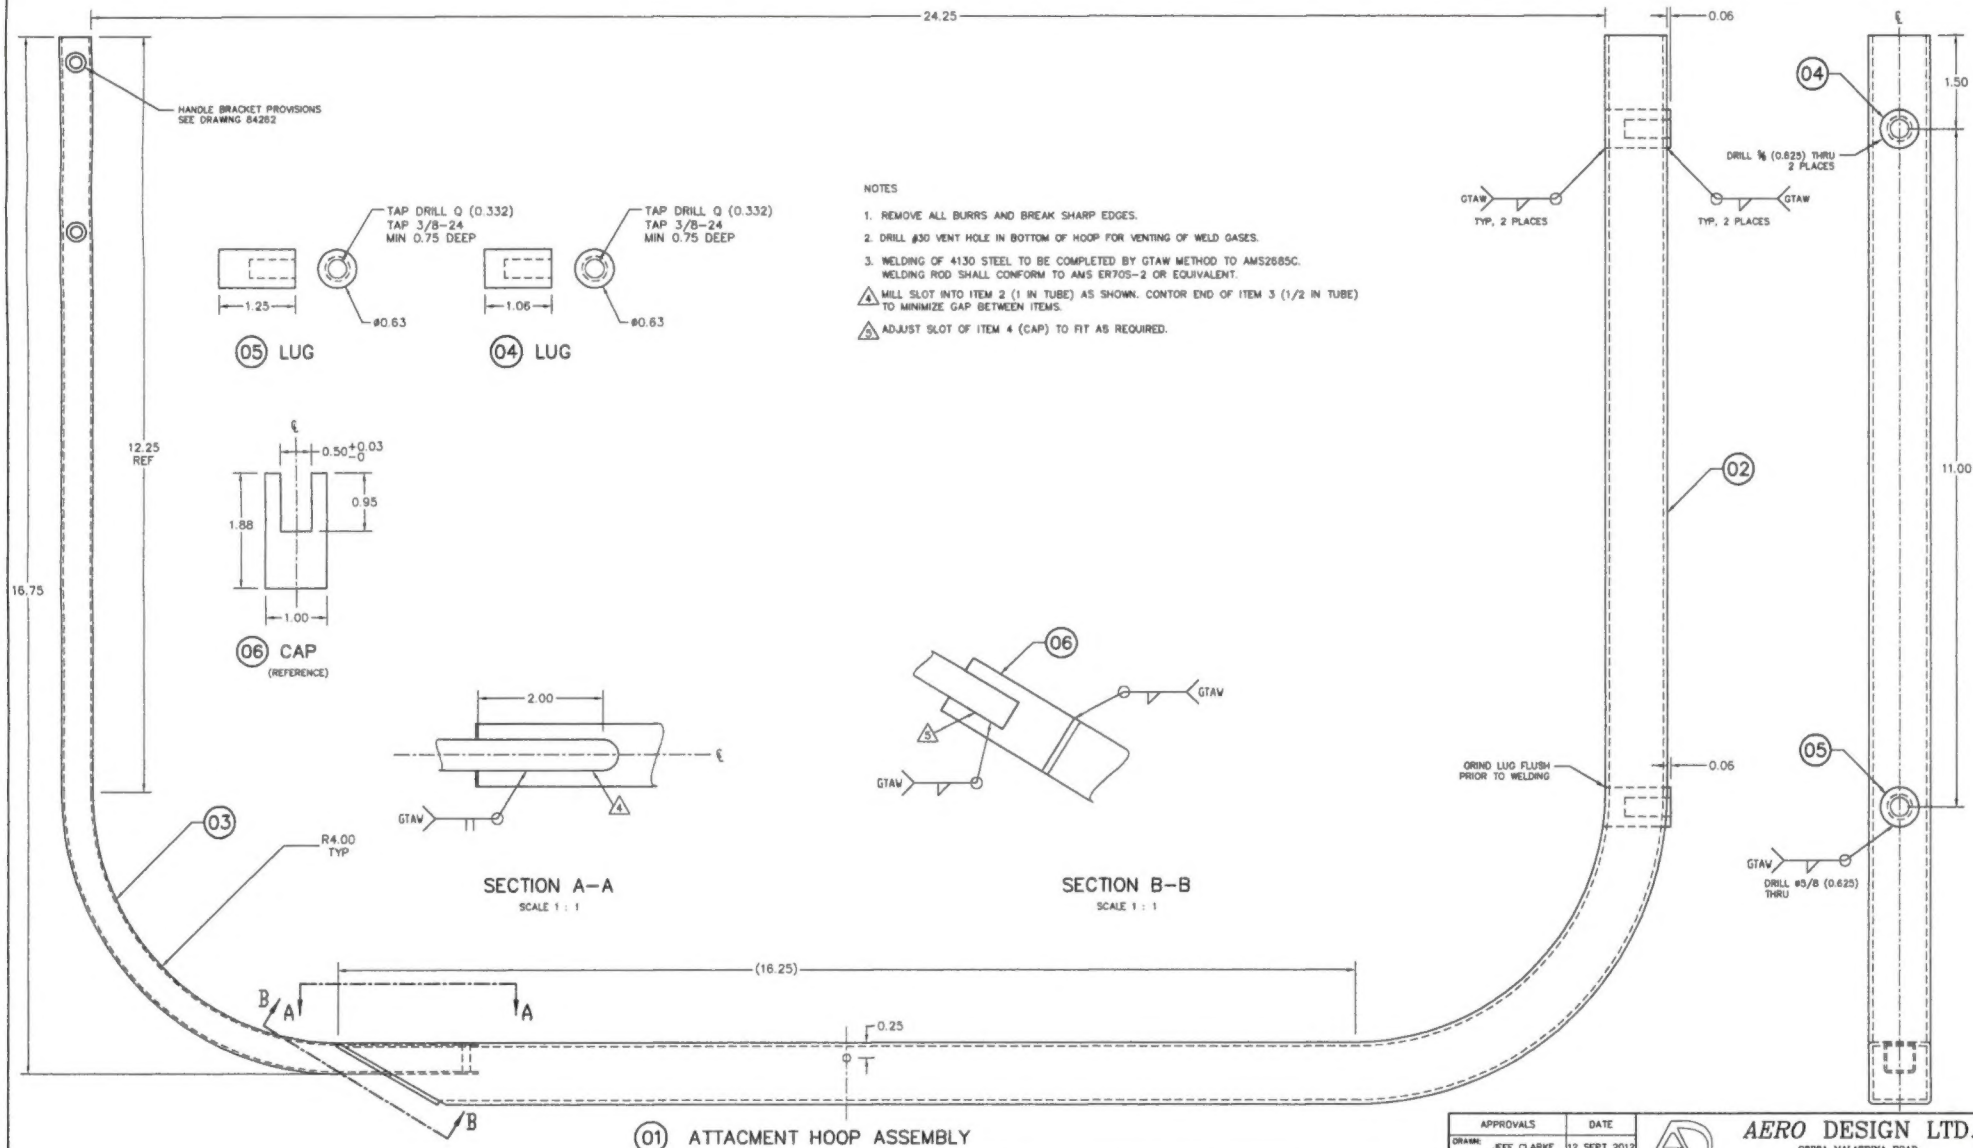 24.25
0.06
℄
04
1.50
HANDLE BRACKET PROVISIONS
SEE DRAWING 84262
12.25
REF
16.75
TAP DRILL Q (0.332)
TAP 3/8-24
MIN 0.75 DEEP
1.25
ø0.63
05 LUG
TAP DRILL Q (0.332)
TAP 3/8-24
MIN 0.75 DEEP
1.06
ø0.63
04 LUG
NOTES
1. REMOVE ALL BURRS AND BREAK SHARP EDGES.
2. DRILL #30 VENT HOLE IN BOTTOM OF HOOP FOR VENTING OF WELD GASES.
3. WELDING OF 4130 STEEL TO BE COMPLETED BY GTAW METHOD TO AMS2685C.
WELDING ROD SHALL CONFORM TO AMS ER70S-2 OR EQUIVALENT.
4 MILL SLOT INTO ITEM 2 (1 IN TUBE) AS SHOWN. CONTOR END OF ITEM 3 (1/2 IN TUBE)
TO MINIMIZE GAP BETWEEN ITEMS.
5 ADJUST SLOT OF ITEM 4 (CAP) TO FIT AS REQUIRED.
GTAW
TYP, 2 PLACES
GTAW
TYP, 2 PLACES
DRILL (0.625) THRU
2 PLACES
02
11.00
℄
0.50 +0.03
-0
0.95
1.88
1.00
06 CAP
(REFERENCE)
2.00
℄
GTAW
4
SECTION A-A
SCALE 1 : 1
06
GTAW
5
GTAW
SECTION B-B
SCALE 1 : 1
GRIND LUG FLUSH
PRIOR TO WELDING
0.06
05
GTAW
DRILL ø5/8 (0.625)
THRU
03
R4.00
TYP
(16.25)
B
A
A
0.25
B
01 ATTACMENT HOOP ASSEMBLY
APPROVALS
DATE
DRAWN:
JEFF CLARKE
12 SEPT 2012
AERO DESIGN LTD.